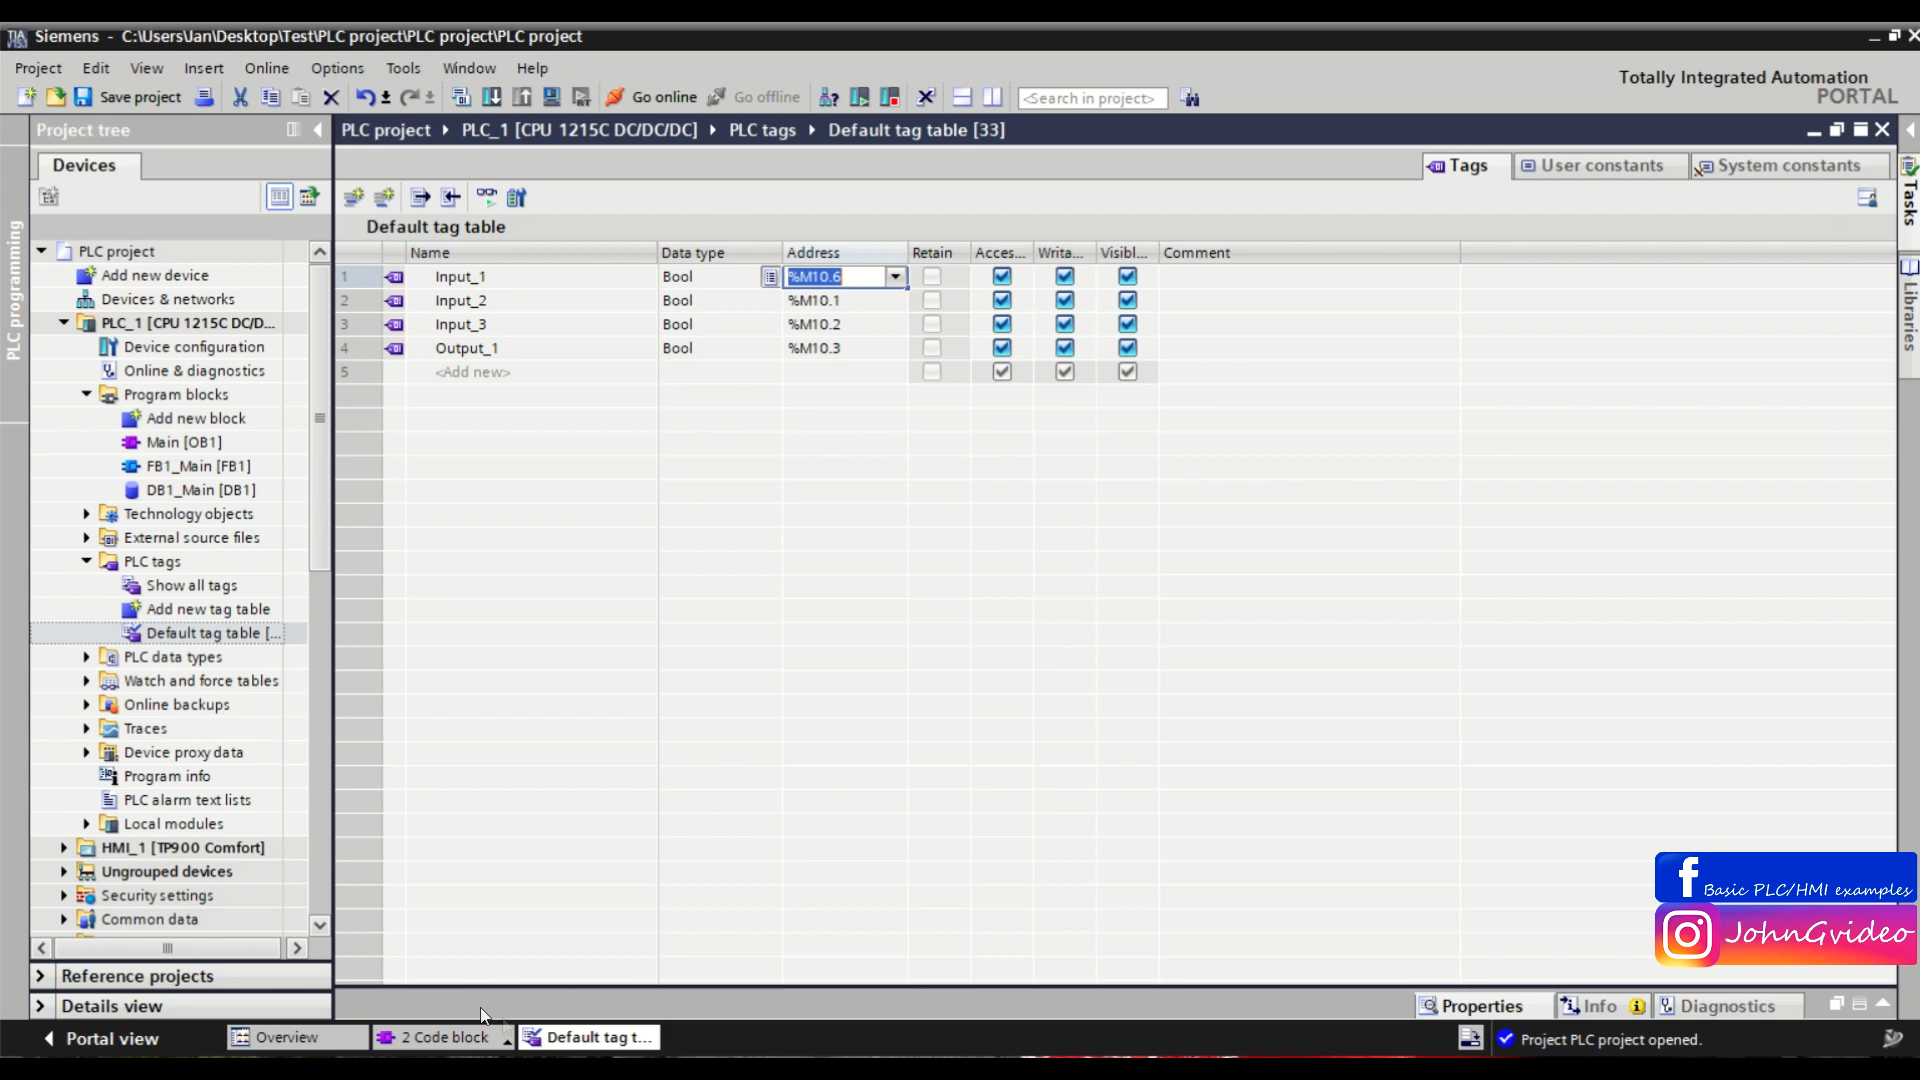 Siemens - C:\Users\Jan\Desktop\Test\PLC project\PLC project\PLC project
Project Edit View Insert Online Options Tools Window Help
Totally Integrated Automation
PORTAL
Save project Go online Go offline <Search in project>
Project tree
PLC project PLC_1 [CPU 1215C DC/DC/DC] PLC tags Default tag table [33]
Devices
Tags User constants System constants
Default tag table
Name Data type Address Retain Acces... Writa... Visibl... Comment
1 Input_1 Bool %M10.6
2 Input_2 Bool %M10.1
3 Input_3 Bool %M10.2
4 Output_1 Bool %M10.3
5 <Add new>
PLC programming
PLC project
Add new device
Devices & networks
PLC_1 [CPU 1215C DC/D...
Device configuration
Online & diagnostics
Program blocks
Add new block
Main [OB1]
FB1_Main [FB1]
DB1_Main [DB1]
Technology objects
External source files
PLC tags
Show all tags
Add new tag table
Default tag table [...
PLC data types
Watch and force tables
Online backups
Traces
Device proxy data
Program info
PLC alarm text lists
Local modules
HMI_1 [TP900 Comfort]
Ungrouped devices
Security settings
Common data
Reference projects
Details view
Tasks
Libraries
Basic PLC/HMI examples
JohnGvideo
Properties Info Diagnostics
Portal view Overview 2 Code block Default tag t... Project PLC project opened.